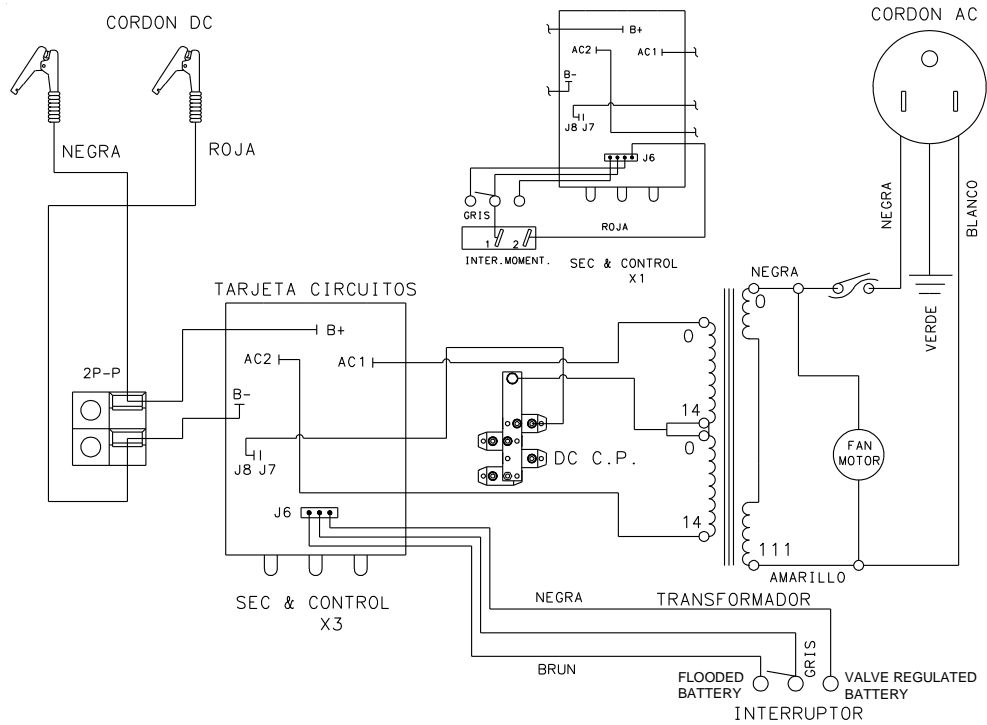 CORDON DC
NEGRA
ROJA
B+
AC2
AC1
B-
J8 J7
J6
GRIS
1
2
ROJA
INTER.MOMENT.
SEC & CONTROL
X1
CORDON AC
NEGRA
BLANCO
VERDE
NEGRA
0
TARJETA CIRCUITOS
B+
AC2
AC1
2P-P
B-
J8 J7
J6
DC C.P.
0
14
0
14
FAN
MOTOR
111
AMARILLO
TRANSFORMADOR
SEC & CONTROL
X3
NEGRA
GRIS
BRUN
FLOODED
BATTERY
VALVE REGULATED
BATTERY
INTERRUPTOR